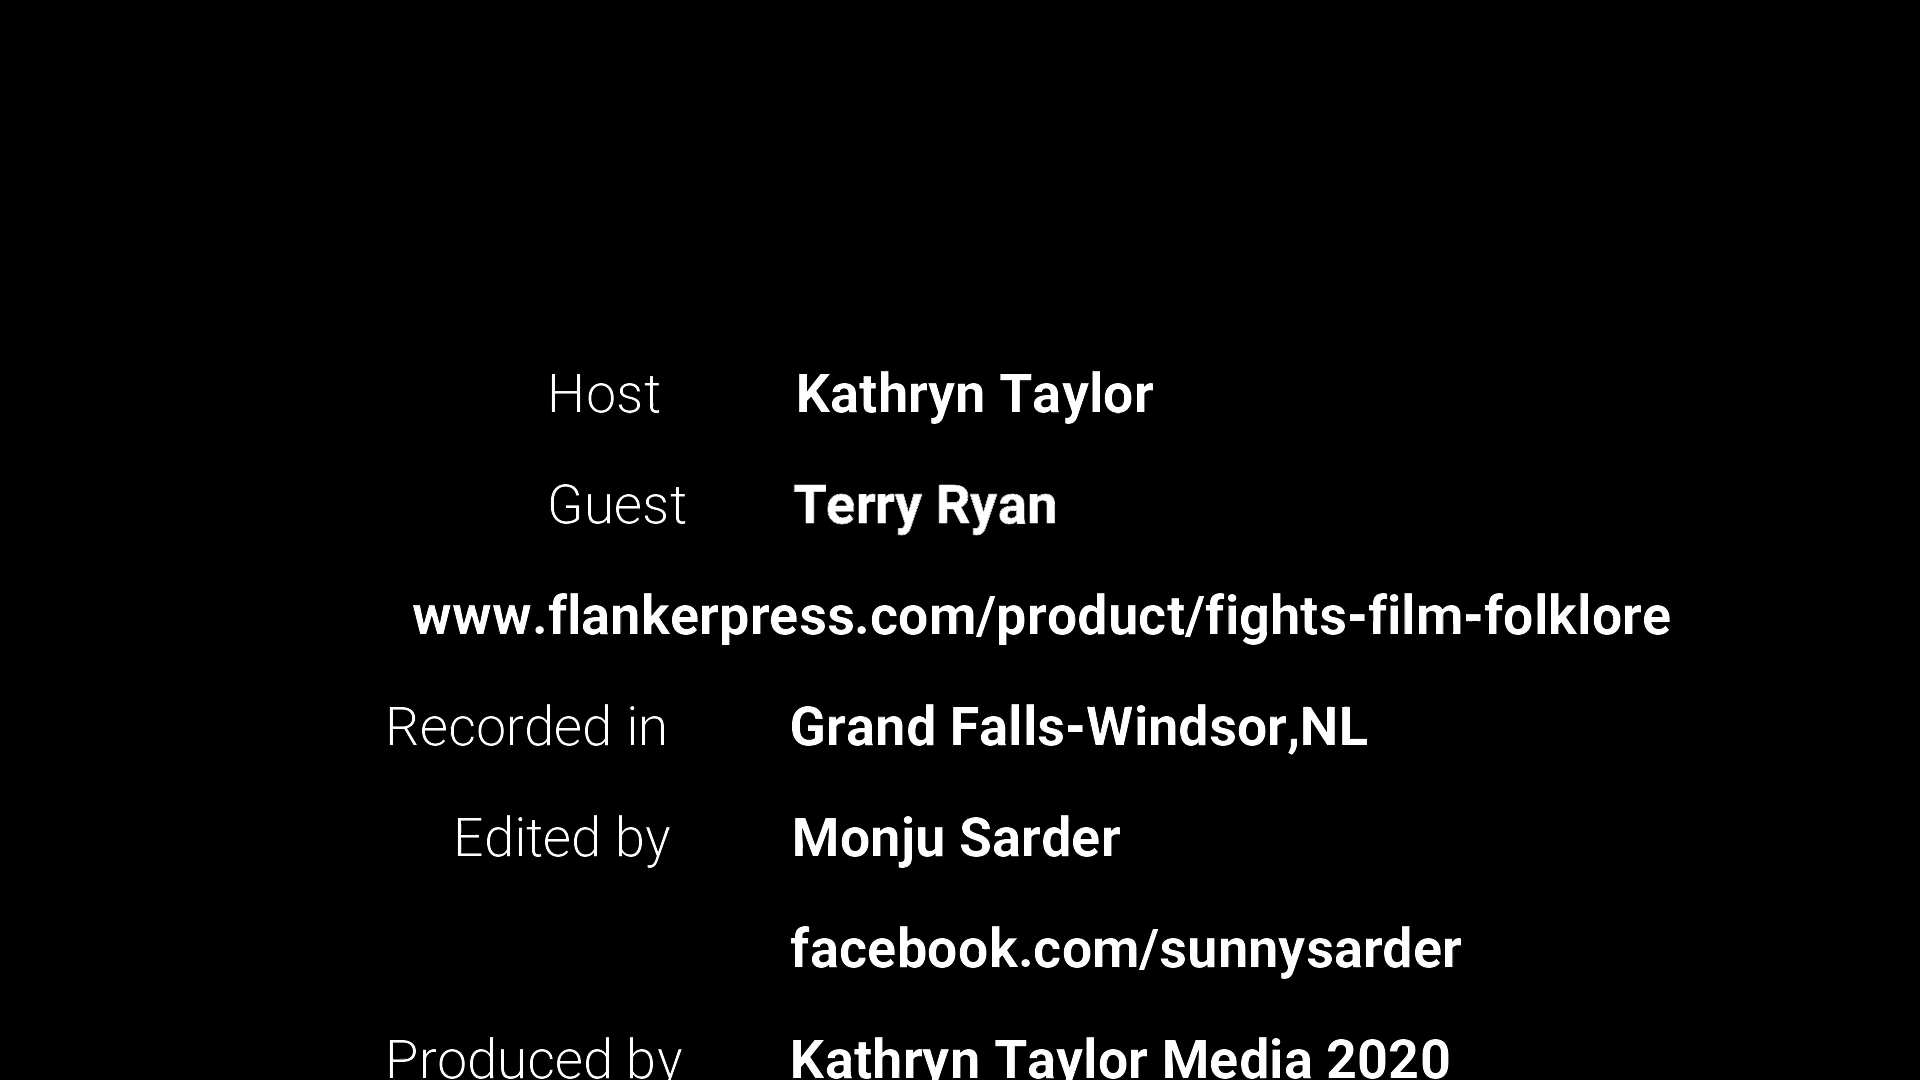 Host Kathryn Taylor
Guest Terry Ryan
www.flankerpress.com/product/fights-film-folklore
Recorded in Grand Falls-Windsor,NL
Edited by Monju Sarder
facebook.com/sunnysarder
Produced by Kathryn Taylor Media 2020